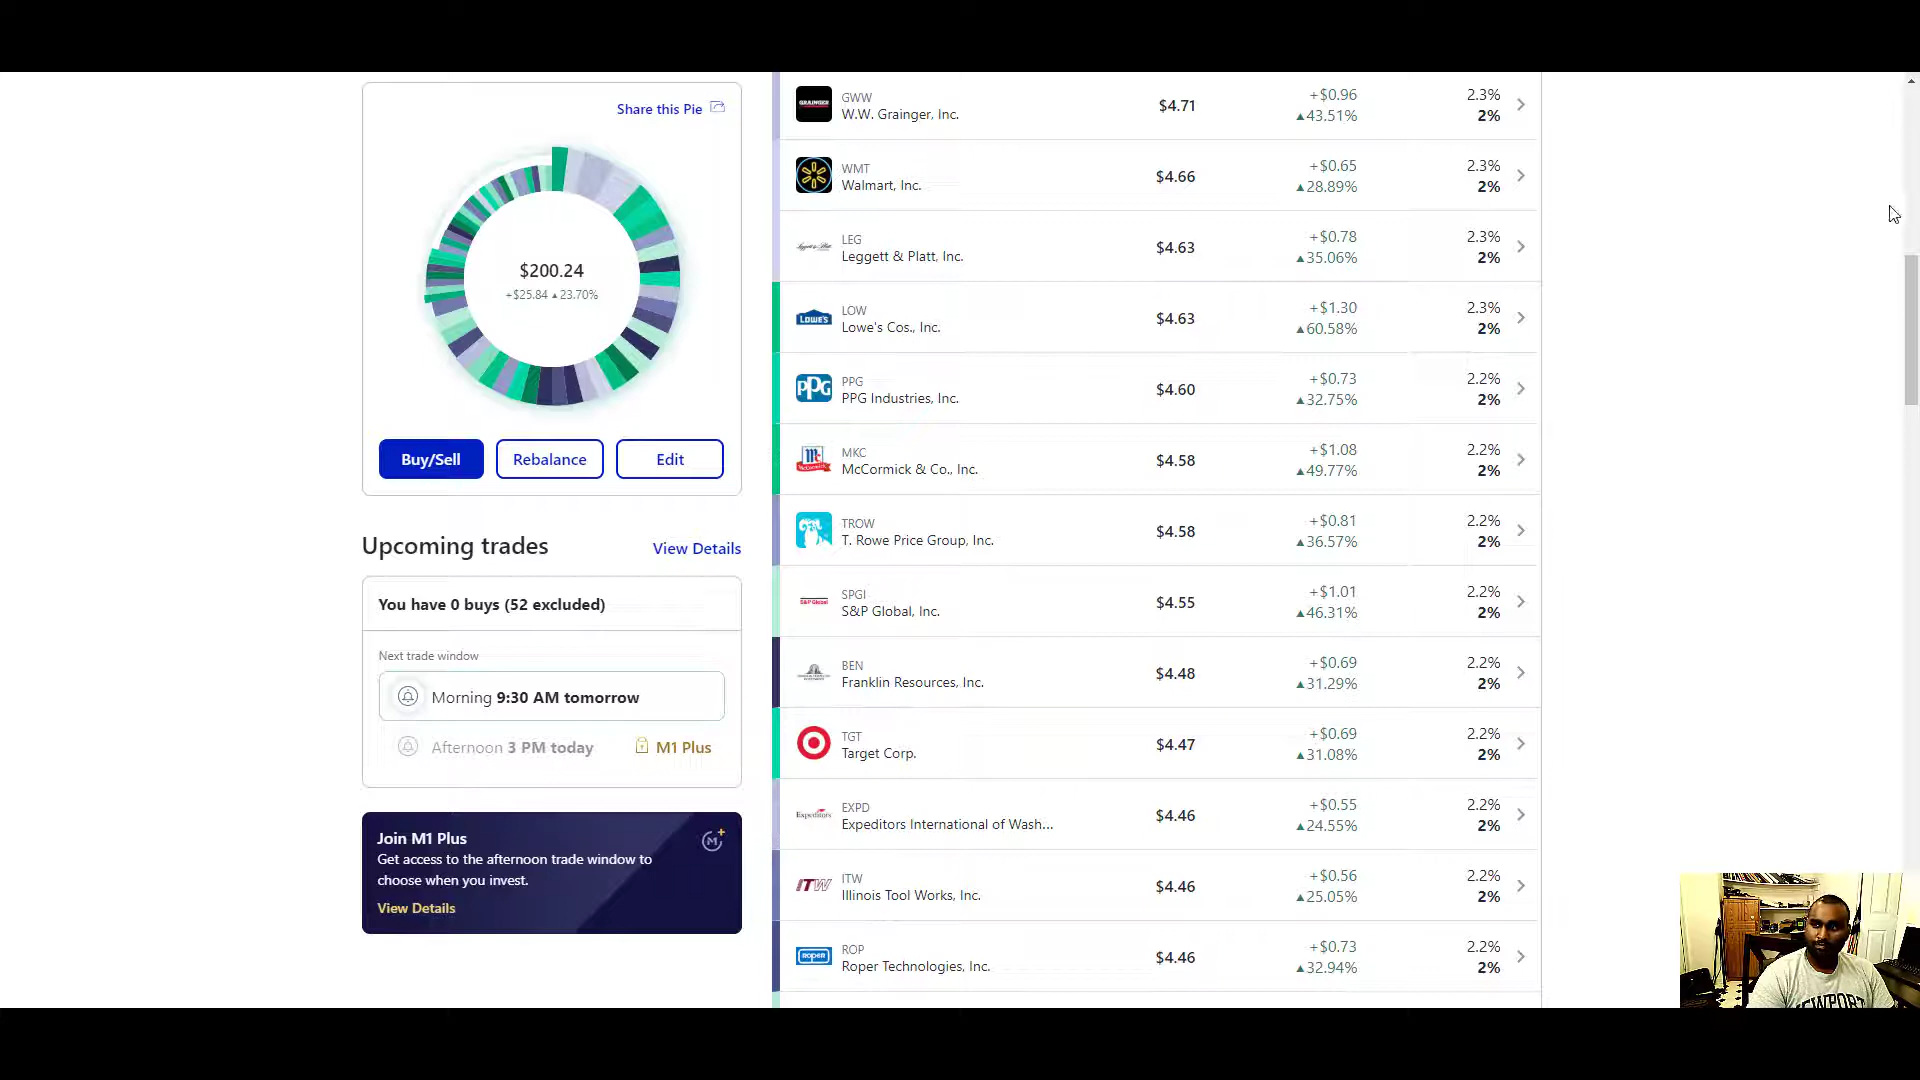 Share this Pie
$200.24
+$25.84 ▲ 23.70%
Buy/Sell
Rebalance
Edit
Upcoming trades
View Details
You have 0 buys (52 excluded)
Next trade window
Morning 9:30 AM tomorrow
Afternoon 3 PM today
M1 Plus
Join M1 Plus
Get access to the afternoon trade window to
choose when you invest.
View Details
GRAINGER
GWW
W.W. Grainger, Inc.
$4.71
+$0.96
▲43.51%
2.3%
2%
WMT
Walmart, Inc.
$4.66
+$0.65
▲28.89%
2.3%
2%
LEG
Leggett & Platt, Inc.
$4.63
+$0.78
▲35.06%
2.3%
2%
LOWE'S
LOW
Lowe's Cos., Inc.
$4.63
+$1.30
▲60.58%
2.3%
2%
PPG
PPG
PPG Industries, Inc.
$4.60
+$0.73
▲32.75%
2.2%
2%
Mc
McCormick
MKC
McCormick & Co., Inc.
$4.58
+$1.08
▲49.77%
2.2%
2%
TROW
T. Rowe Price Group, Inc.
$4.58
+$0.81
▲36.57%
2.2%
2%
S&P Global
SPGI
S&P Global, Inc.
$4.55
+$1.01
▲46.31%
2.2%
2%
BEN
Franklin Resources, Inc.
$4.48
+$0.69
▲31.29%
2.2%
2%
TGT
Target Corp.
$4.47
+$0.69
▲31.08%
2.2%
2%
Expeditors
EXPD
Expeditors International of Wash...
$4.46
+$0.55
▲24.55%
2.2%
2%
ITW
ITW
Illinois Tool Works, Inc.
$4.46
+$0.56
▲25.05%
2.2%
2%
ROPER
ROP
Roper Technologies, Inc.
$4.46
+$0.73
▲32.94%
2.2%
2%
NEWPORT